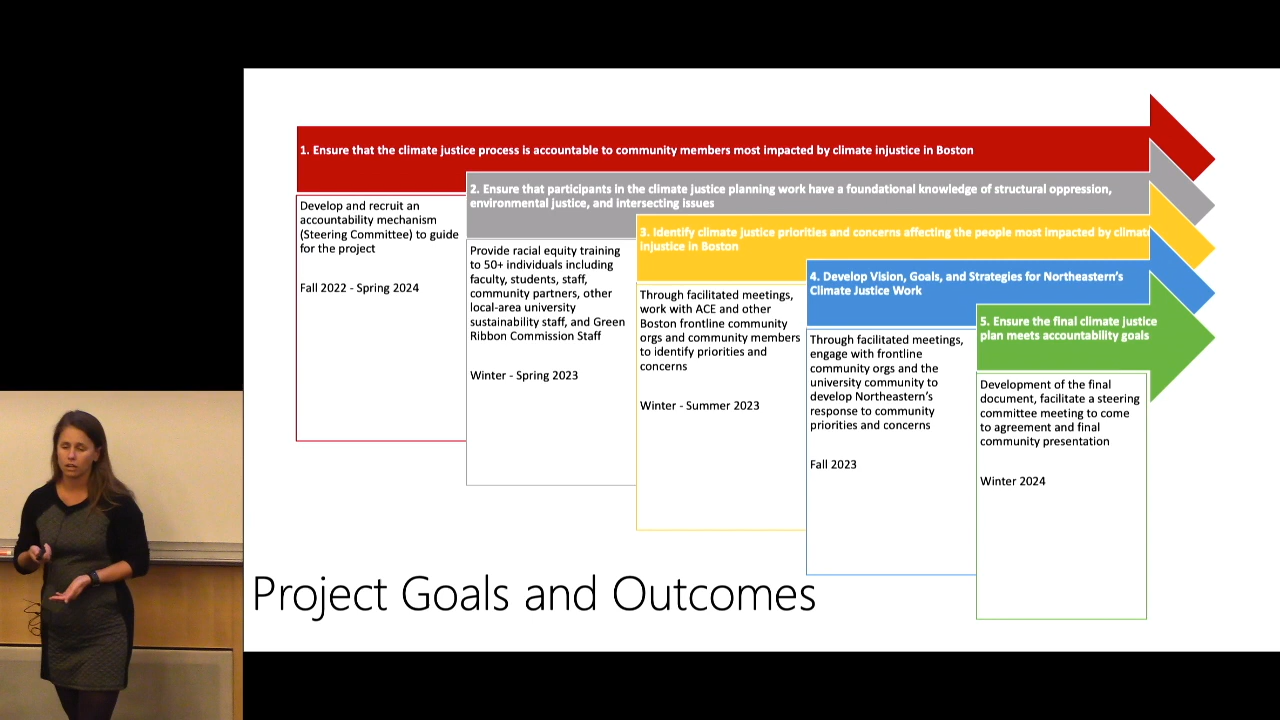 1. Ensure that the climate justice process is accountable to community members most impacted by climate injustice in Boston
Develop and recruit an
accountability mechanism
(Steering Committee) to guide
for the project
Fall 2022 - Spring 2024
2. Ensure that participants in the climate justice planning work have a foundational knowledge of structural oppression,
environmental justice, and intersecting issues
Provide racial equity training
to 50+ individuals including
faculty, students, staff,
community partners, other
local-area university
sustainability staff, and Green
Ribbon Commission Staff
Winter - Spring 2023
3. Identify climate justice priorities and concerns affecting the people most impacted by climate
injustice in Boston
Through facilitated meetings,
work with ACE and other
Boston frontline community
orgs and community members
to identify priorities and
concerns
Winter - Summer 2023
4. Develop Vision, Goals, and Strategies for Northeastern's
Climate Justice Work
Through facilitated meetings,
engage with frontline
community orgs and the
university community to
develop Northeastern's
response to community
priorities and concerns
Fall 2023
5. Ensure the final climate justice
plan meets accountability goals
Development of the final
document, facilitate a steering
committee meeting to come
to agreement and final
community presentation
Winter 2024
Project Goals and Outcomes